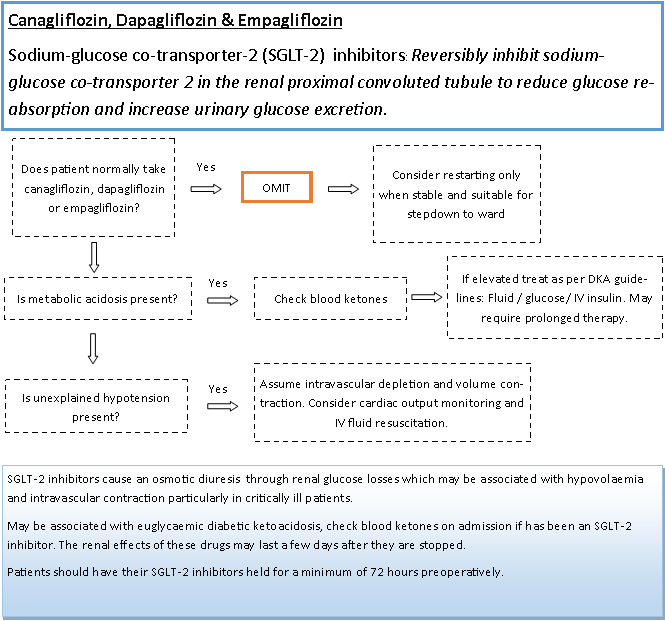 Canagliflozin, Dapagliflozin & Empagliflozin
Sodium-glucose co-transporter-2 (SGLT-2) inhibitors: Reversibly inhibit sodium-
glucose co-transporter 2 in the renal proximal convoluted tubule to reduce glucose re-
absorption and increase urinary glucose excretion.
Does patient normally take
canagliflozin, dapagliflozin
or empagliflozin?
Yes
OMIT
Consider restarting only
when stable and suitable for
stepdown to ward
Is metabolic acidosis present?
Yes
Check blood ketones
If elevated treat as per DKA guide-
lines: Fluid / glucose/ IV insulin. May
require prolonged therapy.
Is unexplained hypotension
present?
Yes
Assume intravascular depletion and volume con-
traction. Consider cardiac output monitoring and
IV fluid resuscitation.
SGLT-2 inhibitors cause an osmotic diuresis through renal glucose losses which may be associated with hypovolaemia
and intravascular contraction particularly in critically ill patients.
May be associated with euglycaemic diabetic ketoacidosis, check blood ketones on admission if has been an SGLT-2
inhibitor. The renal effects of these drugs may last a few days after they are stopped.
Patients should have their SGLT-2 inhibitors held for a minimum of 72 hours preoperatively.